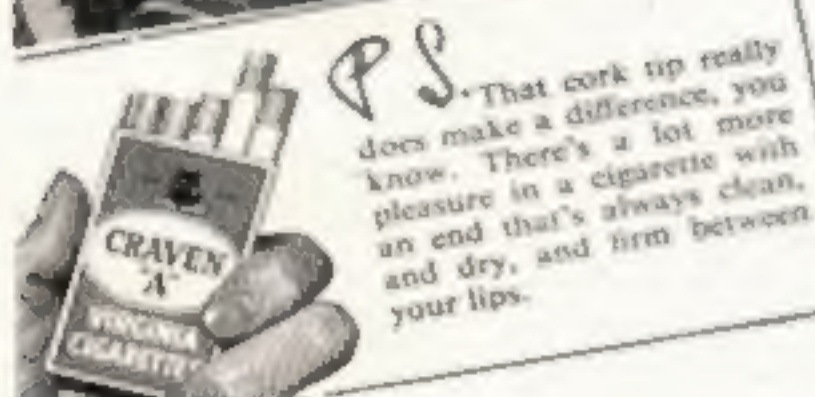 P S. That cork tip really
does make a difference, you
know. There's a lot more
pleasure in a cigarette with
an end that's always clean,
and dry, and firm between
your lips.
CRAVEN
"A"
VIRGINIA
CIGARETTES